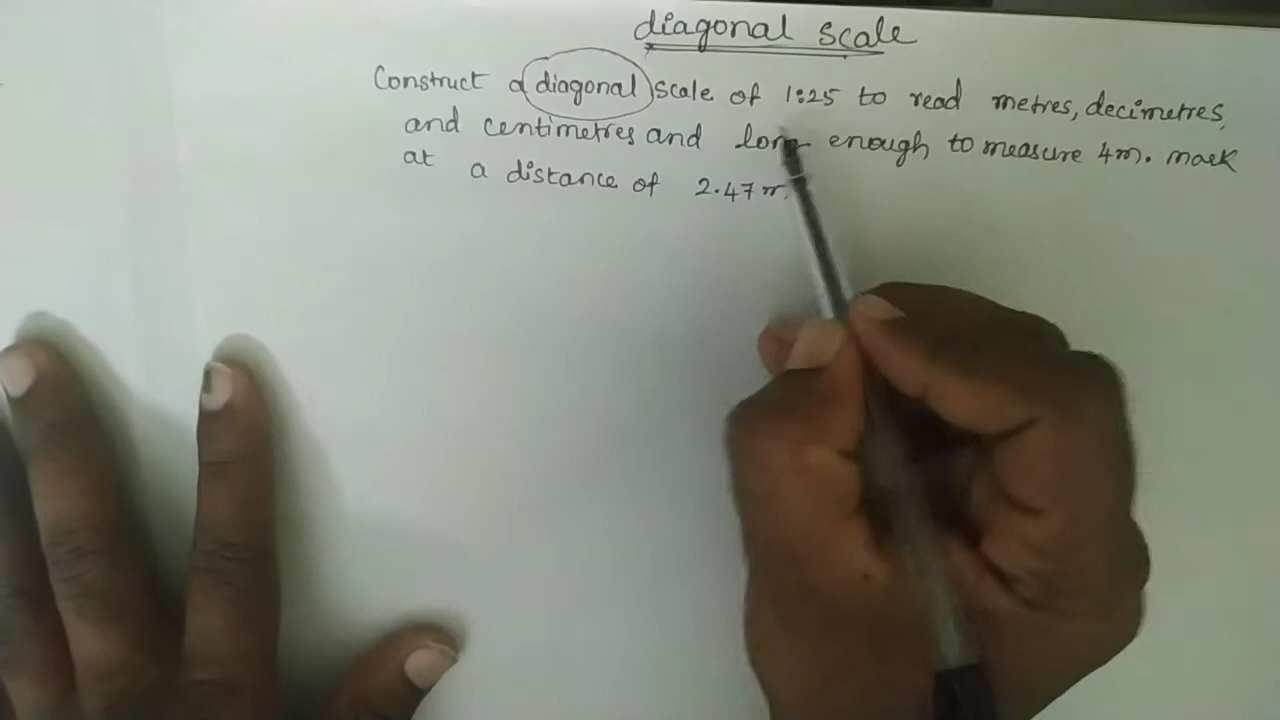 diagonal scale
Construct a diagonal scale of 1:25 to read metres, decimetres,
and centimetres and long enough to measure 4m. mark
at a distance of 2.47m.